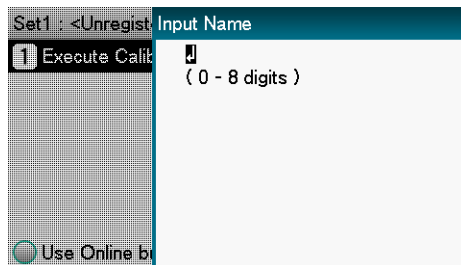 Set1 : <Unregist
Input Name
1 Execute Calib
↵
( 0 - 8 digits )
Use Online b